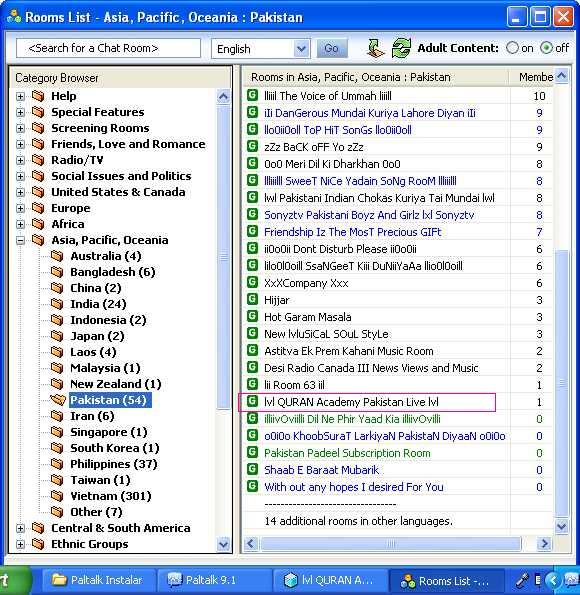 Rooms List - Asia, Pacific, Oceania : Pakistan
<Search for a Chat Room>
English
Go
Adult Content: on off
Category Browser
Help
Special Features
Screening Rooms
Friends, Love and Romance
Radio/TV
Social Issues and Politics
United States & Canada
Europe
Africa
Asia, Pacific, Oceania
Australia (4)
Bangladesh (6)
China (2)
India (24)
Indonesia (2)
Japan (2)
Laos (4)
Malaysia (1)
New Zealand (1)
Pakistan (54)
Iran (6)
Singapore (1)
South Korea (1)
Philippines (37)
Taiwan (1)
Vietnam (301)
Other (7)
Central & South America
Ethnic Groups
Rooms in Asia, Pacific, Oceania : Pakistan Membe
G The Voice of Ummah 10
G iIi DanGerous Mundai Kuriya Lahore Diyan iIi 9
G llo0ii0oll ToP HiT SonGs llo0ii0oll 9
G zZz BaCK oFF Yo zZz 9
G 0o0 Meri Dil Ki Dharkhan 0o0 8
G SweeT NiCe Yadain SoNg RooM 8
G lwl Pakistani Indian Chokas Kuriya Tai Mundai lwl 8
G Sonyztv Pakistani Boyz And Girlz lxl Sonyztv 8
G Friendship Iz The MosT Precious GIFt 7
G ii0o0ii Dont Disturb Please ii0o0ii 6
G SsaNGeeT Kiii DuNiiYaAa 6
G XxXCompany Xxx 6
G Hijjar 3
G Hot Garam Masala 3
G New lvluSiCaL SOuL StyLe 3
G Astitva Ek Prem Kahani Music Room 2
G Desi Radio Canada III News Views and Music 2
G lii Room 63 iil 1
G lvl QURAN Academy Pakistan Live lvl 1
G illiivOviilli Dil Ne Phir Yaad Kia illiivOvilli 0
G o0i0o KhoobSuraT LarkiyaN PakistaN DiyaaN o0i0o 0
G Pakistan Padeel Subscription Room 0
G Shaab E Baraat Mubarik 0
G With out any hopes I desired For You 0
---------------------------------
14 additional rooms in other languages.
rt
Paltalk Instalar
Paltalk 9.1
lvl QURAN A...
Rooms List -...